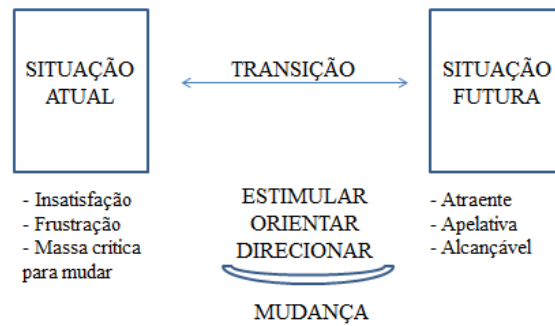 SITUAÇÃO
ATUAL
TRANSIÇÃO
SITUAÇÃO
FUTURA
- Insatisfação
- Frustração
- Massa critica
para mudar
ESTIMULAR
ORIENTAR
DIRECIONAR
- Atraente
- Apelativa
- Alcançável
MUDANÇA